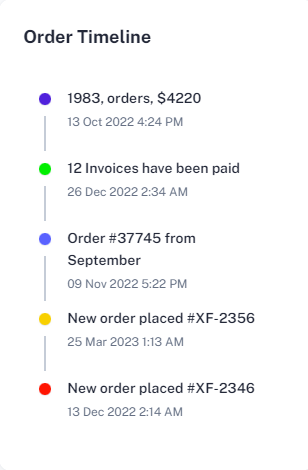 Order Timeline
1983, orders, $4220
13 Oct 2022 4:24 PM
12 Invoices have been paid
26 Dec 2022 2:34 AM
Order #37745 from
September
09 Nov 2022 5:22 PM
New order placed #XF-2356
25 Mar 2023 1:13 AM
New order placed #XF-2346
13 Dec 2022 2:14 AM